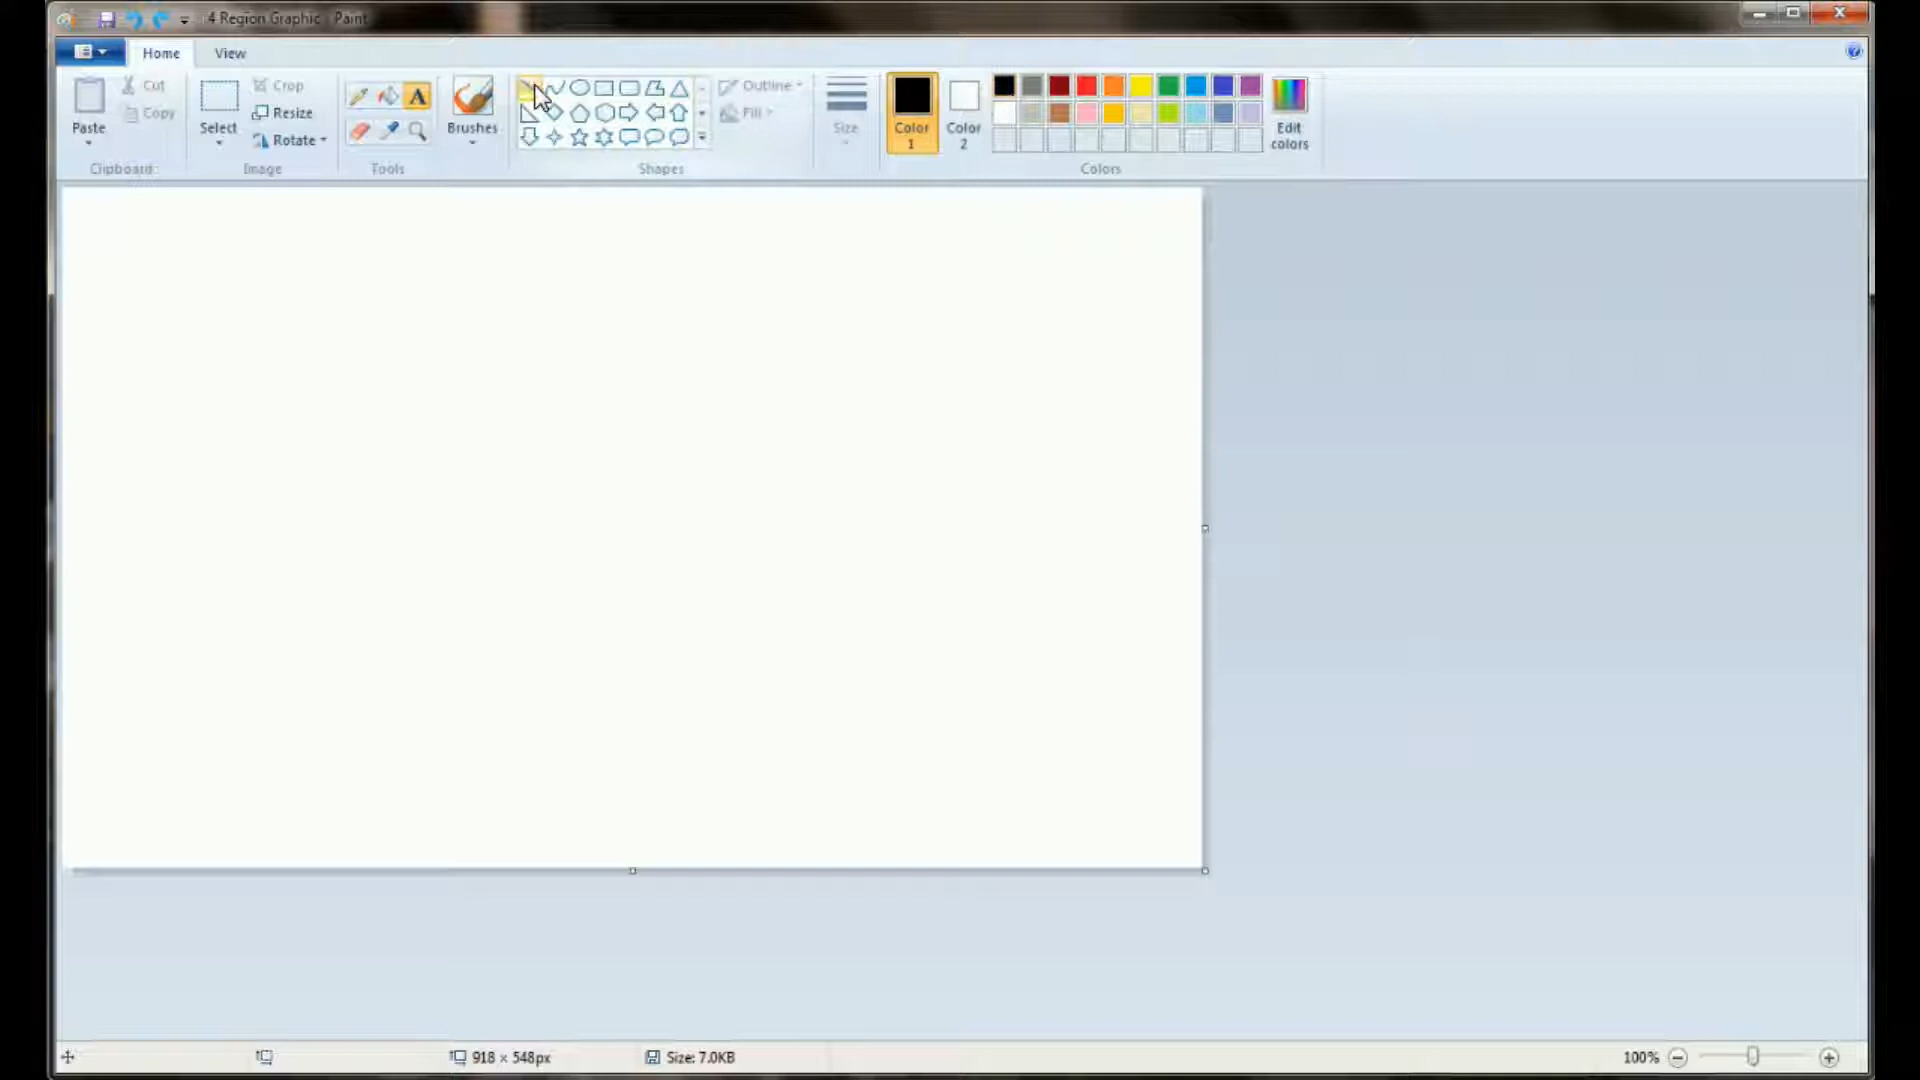 4 Region Graphic - Paint
Home
View
Paste
Cut
Copy
Clipboard
Select
Crop
Resize
Rotate
Image
A
Tools
Brushes
Shapes
Outline
Fill
Size
Color
1
Color
2
Edit
colors
Colors
918 × 548px
Size: 7.0KB
100%